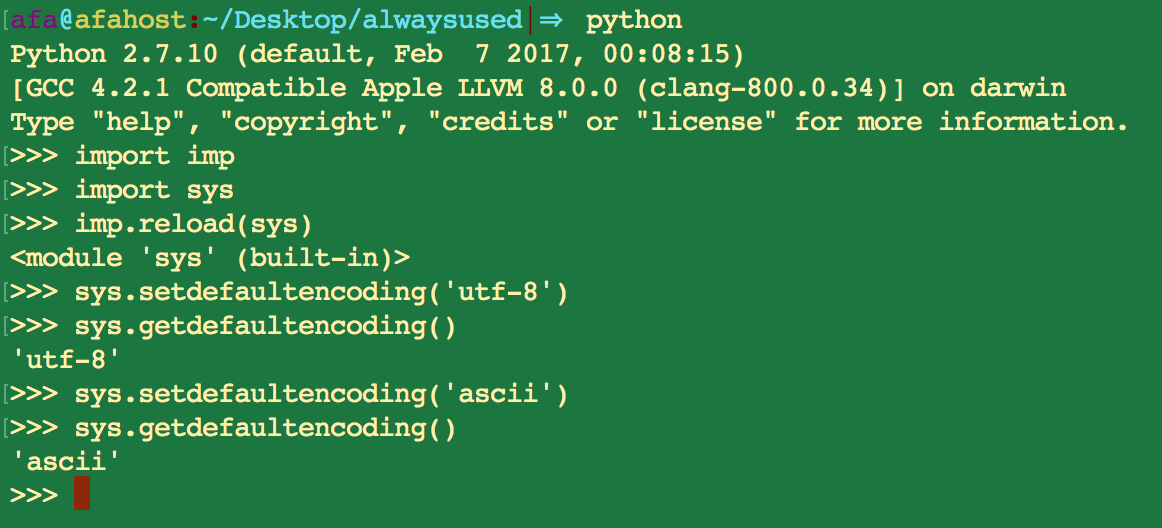 [afa@afahost:~/Desktop/alwaysused|⇒  python
Python 2.7.10 (default, Feb  7 2017, 00:08:15)
[GCC 4.2.1 Compatible Apple LLVM 8.0.0 (clang-800.0.34)] on darwin
Type "help", "copyright", "credits" or "license" for more information.
[>>> import imp
[>>> import sys
[>>> imp.reload(sys)
<module 'sys' (built-in)>
[>>> sys.setdefaultencoding('utf-8')
[>>> sys.getdefaultencoding()
'utf-8'
[>>> sys.setdefaultencoding('ascii')
[>>> sys.getdefaultencoding()
'ascii'
>>>